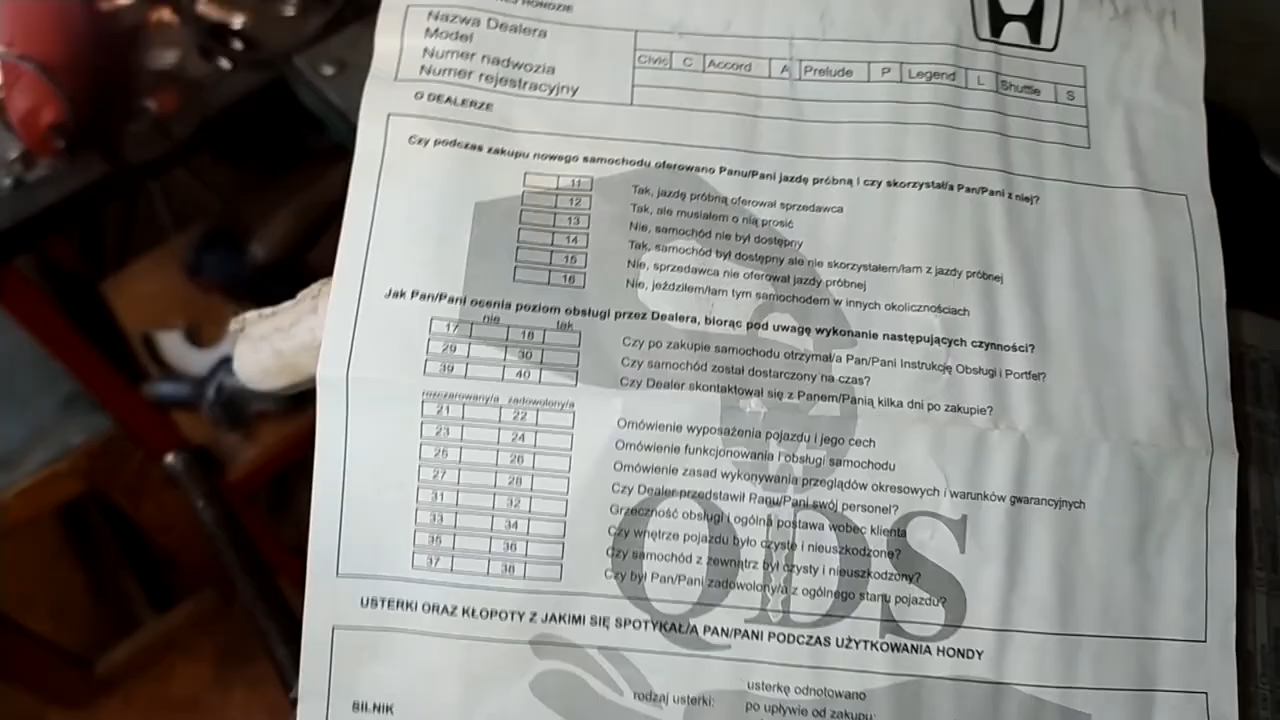 HONDZIE
Nazwa Dealera
Model
Civic C Accord A Prelude P Legend L Shuttle S
Numer nadwozia
Numer rejestracyjny
O DEALERZE
Czy podczas zakupu nowego samochodu oferowano Panu/Pani jazdę próbną i czy skorzystał/a Pan/Pani z niej?
11 Tak, jazdę próbną oferował sprzedawca
12 Tak, ale musiałem o nią prosić
13 Nie, samochód nie był dostępny
14 Tak, samochód był dostępny ale nie skorzystałem/łam z jazdy próbnej
15 Nie, sprzedawca nie oferował jazdy próbnej
16 Nie, jeździłem/łam tym samochodem w innych okolicznościach
Jak Pan/Pani ocenia poziom obsługi przez Dealera, biorąc pod uwagę wykonanie następujących czynności?
nie tak
17 18 Czy po zakupie samochodu otrzymał/a Pan/Pani Instrukcję Obsługi i Portfel?
29 30 Czy samochód został dostarczony na czas?
39 40 Czy Dealer skontaktował się z Panem/Panią kilka dni po zakupie?
rozczarowany/a zadowolony/a
21 22 Omówienie wyposażenia pojazdu i jego cech
23 24 Omówienie funkcjonowania i obsługi samochodu
25 26 Omówienie zasad wykonywania przeglądów okresowych i warunków gwarancyjnych
27 28 Czy Dealer przedstawił Panu/Pani swój personel?
31 32 Grzeczność obsługi i ogólna postawa wobec klienta
33 34 Czy wnętrze pojazdu było czyste i nieuszkodzone?
35 36 Czy samochód z zewnątrz był czysty i nieuszkodzony?
37 38 Czy był Pan/Pani zadowolony/a z ogólnego stanu pojazdu?
QDS
USTERKI ORAZ KŁOPOTY Z JAKIMI SIĘ SPOTYKAŁ/A PAN/PANI PODCZAS UŻYTKOWANIA HONDY
rodzaj usterki: usterkę odnotowano
SILNIK po upływie od zakupu: